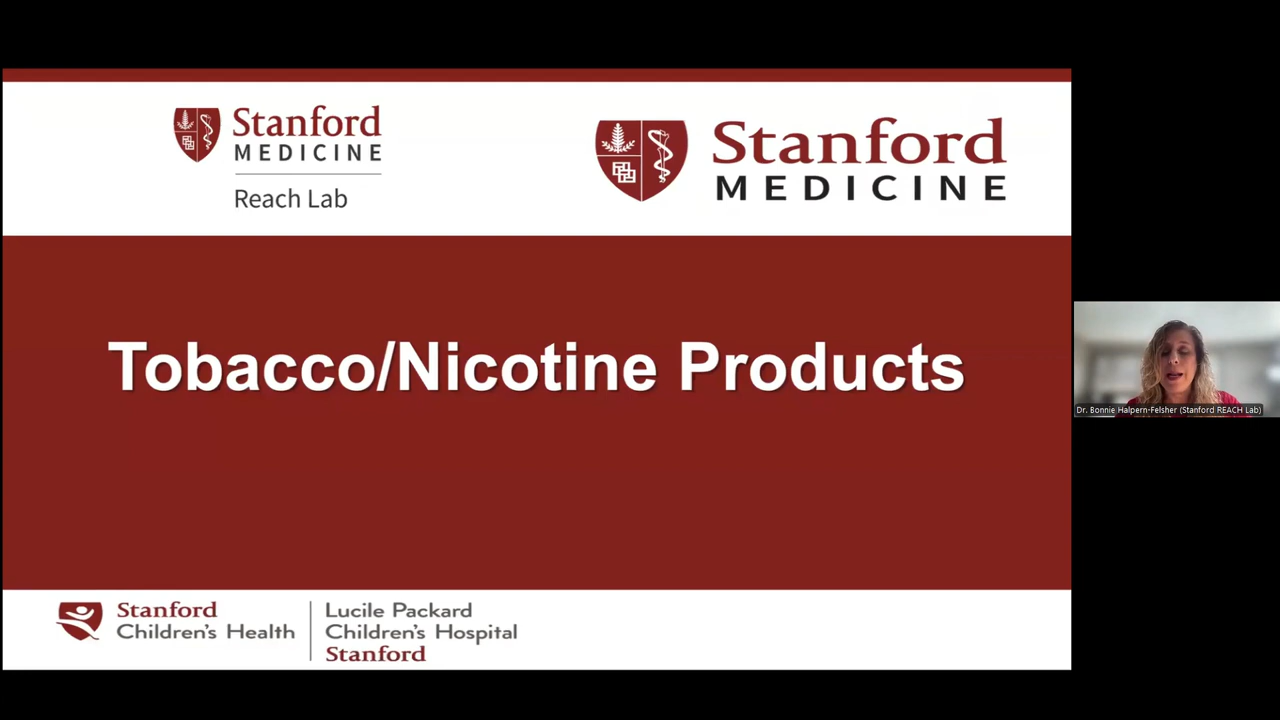 Stanford
MEDICINE
Reach Lab
Stanford
MEDICINE
Tobacco/Nicotine Products
Dr. Bonnie Halpern-Felsher (Stanford REACH Lab)
Stanford
Children's Health
Lucile Packard
Children's Hospital
Stanford